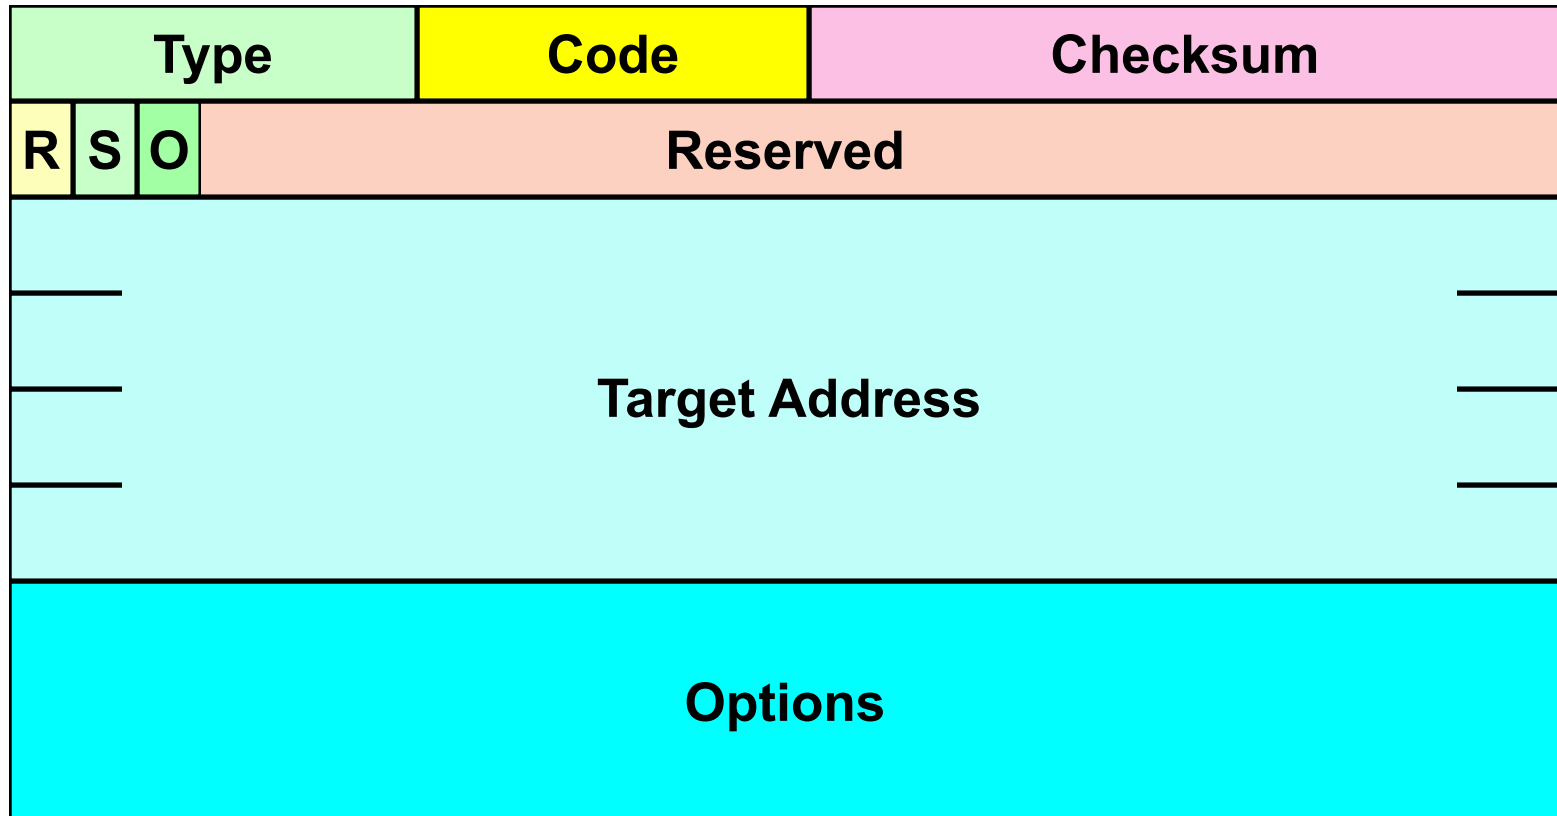 Type Code Checksum
R S O Reserved
Target Address
Options